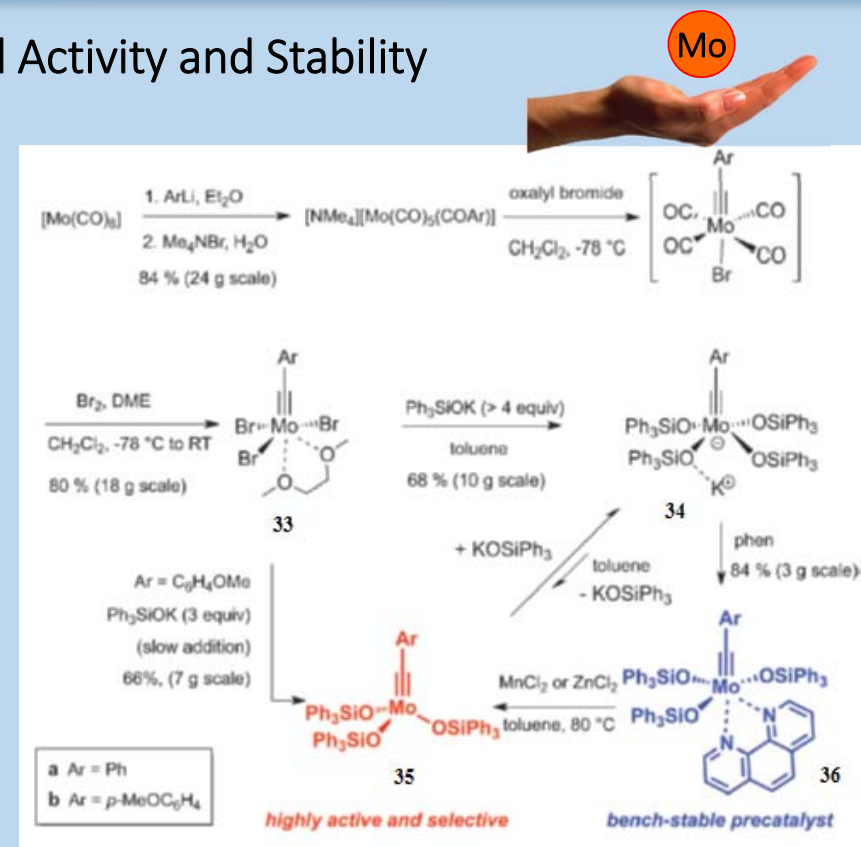 l Activity and Stability
Mo
[Mo(CO)₆]
1. ArLi, Et₂O
2. Me₄NBr, H₂O
84 % (24 g scale)
[NMe₄][Mo(CO)₅(COAr)]
oxalyl bromide
CH₂Cl₂, -78 °C
Ar
OC
CO
Mo
OC
CO
Br
Br₂, DME
CH₂Cl₂, -78 °C to RT
80 % (18 g scale)
Ar
Br Mo Br
Br
O
O
33
Ph₃SiOK (> 4 equiv)
toluene
68 % (10 g scale)
Ar
Ph₃SiO Mo OSiPh₃
⊖
Ph₃SiO OSiPh₃
K⊕
34
+ KOSiPh₃
toluene
- KOSiPh₃
phen
84 % (3 g scale)
Ar = C₆H₄OMe
Ph₃SiOK (3 equiv)
(slow addition)
66%, (7 g scale)
Ar
Ph₃SiO Mo
OSiPh₃
Ph₃SiO
35
MnCl₂ or ZnCl₂
toluene, 80 °C
Ar
Ph₃SiO Mo OSiPh₃
Ph₃SiO
N
N
36
a Ar = Ph
b Ar = p-MeOC₆H₄
highly active and selective
bench-stable precatalyst